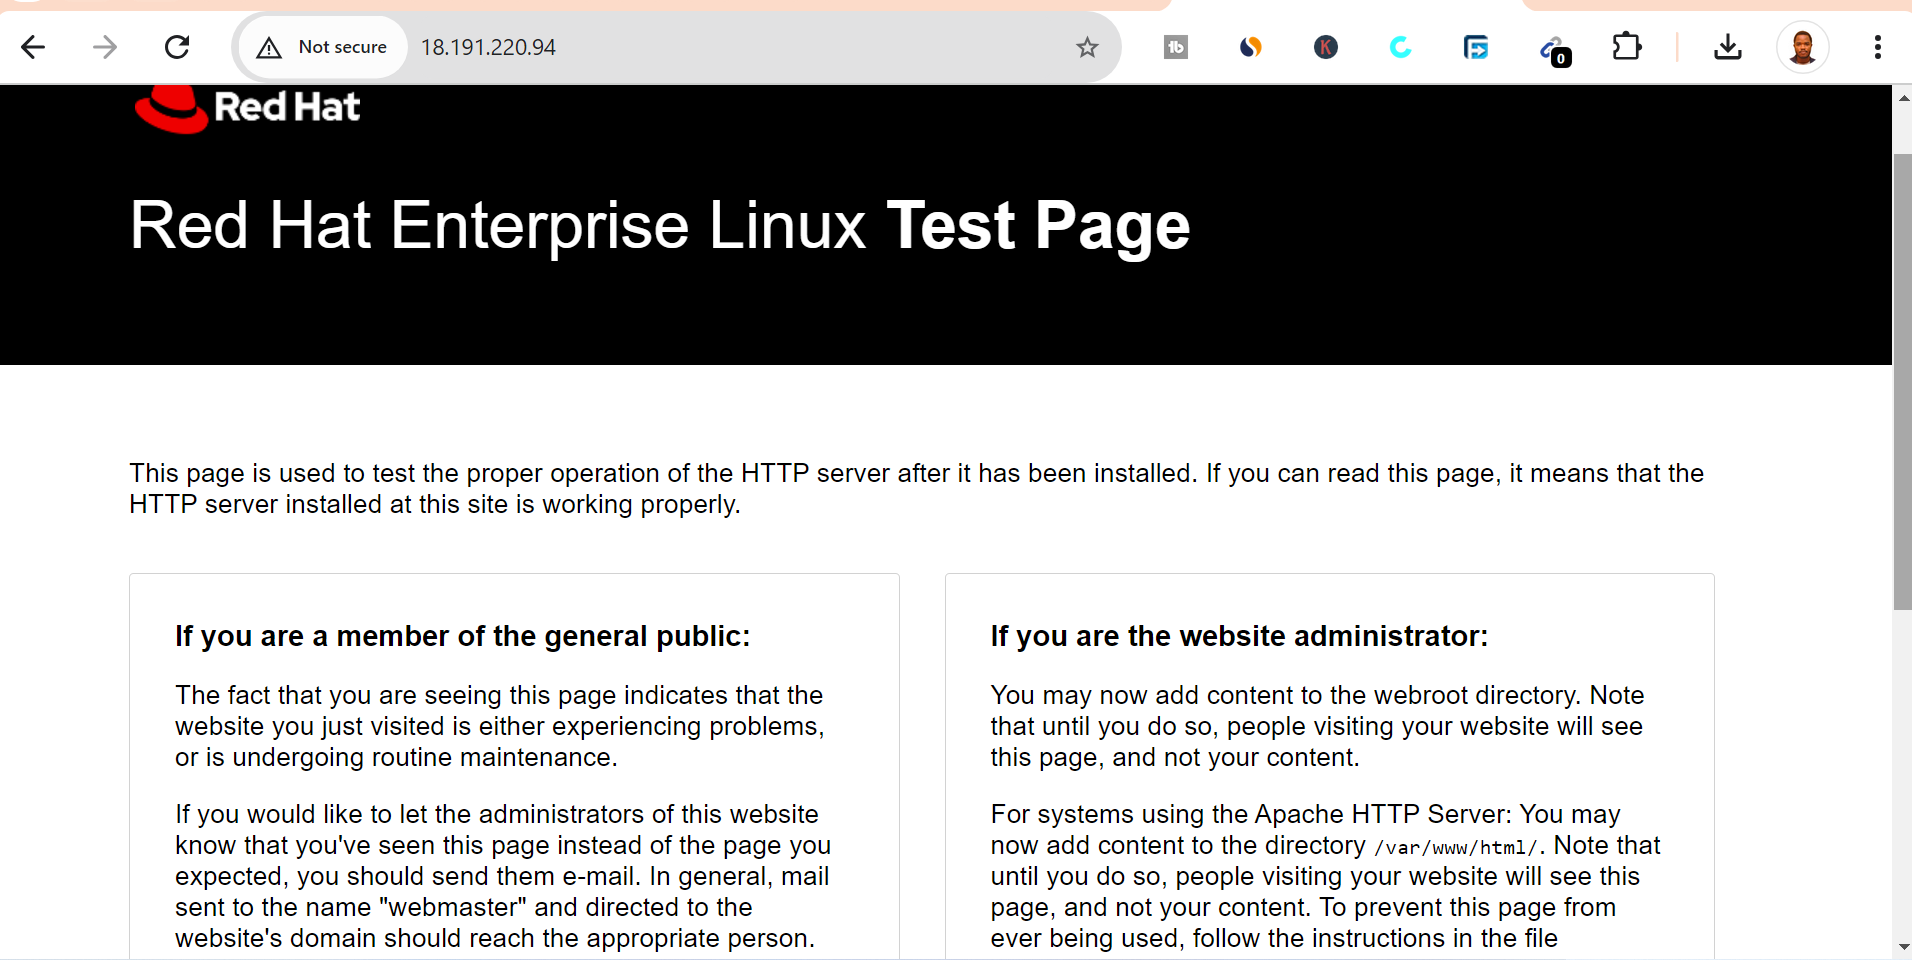 Not secure
18.191.220.94
0
Red Hat
Red Hat Enterprise Linux Test Page
This page is used to test the proper operation of the HTTP server after it has been installed. If you can read this page, it means that the
HTTP server installed at this site is working properly.
If you are a member of the general public:
The fact that you are seeing this page indicates that the
website you just visited is either experiencing problems,
or is undergoing routine maintenance.
If you would like to let the administrators of this website
know that you've seen this page instead of the page you
expected, you should send them e-mail. In general, mail
sent to the name "webmaster" and directed to the
website's domain should reach the appropriate person.
If you are the website administrator:
You may now add content to the webroot directory. Note
that until you do so, people visiting your website will see
this page, and not your content.
For systems using the Apache HTTP Server: You may
now add content to the directory /var/www/html/. Note that
until you do so, people visiting your website will see this
page, and not your content. To prevent this page from
ever being used, follow the instructions in the file